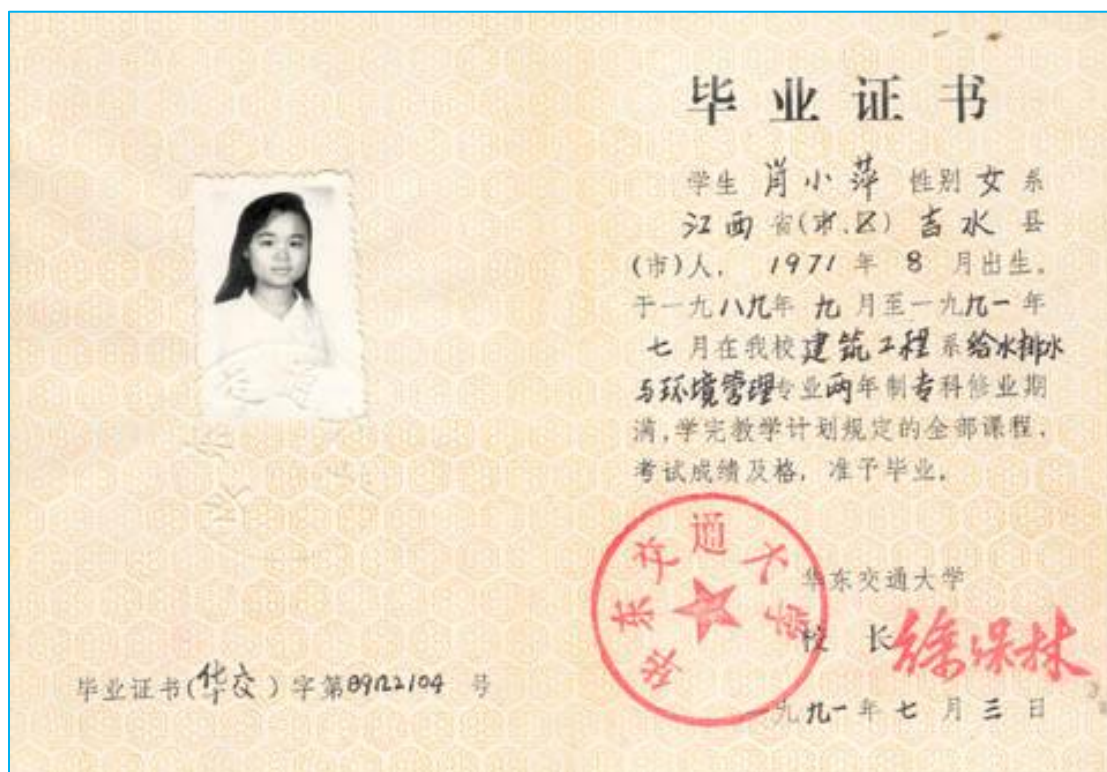 毕业证书
学生 肖小萍 性别 女 系
江西 省(市、区) 吉水 县
(市)人, 1971 年 8 月出生。
于一九八九年 九 月至一九九一年
七 月在我校建筑工程系给水排水
与环境管理专业两年制专科修业期
满,学完教学计划规定的全部课程,
考试成绩及格, 准予毕业。
华东交通大学
华东交通大学
校 长 徐保林
一九九一年 七 月 三 日
毕业证书(华交)字第 号